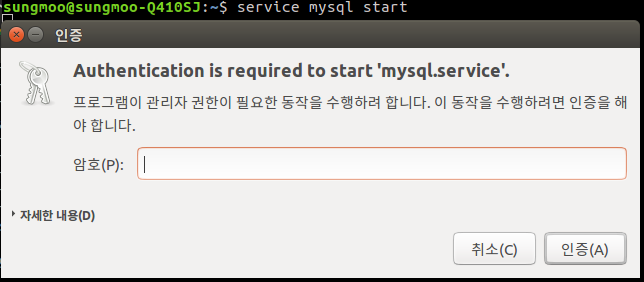 sungmoo@sungmoo-Q410SJ:~$ service mysql start
인증
Authentication is required to start 'mysql.service'.
프로그램이 관리자 권한이 필요한 동작을 수행하려 합니다. 이 동작을 수행하려면 인증을 해
야 합니다.
암호(P):
자세한 내용(D)
취소(C) 인증(A)